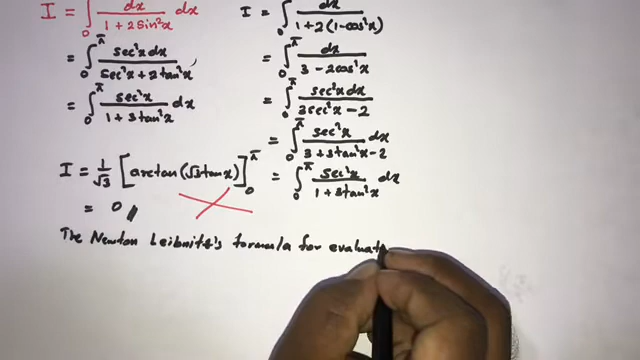 I = ∫₀^π dx / (1 + 2sin²x) dx
= ∫₀^π sec²x dx / (sec²x + 2tan²x)
= ∫₀^π sec²x / (1 + 3tan²x) dx
I = 1/√3 [arctan(√3 tanx)]₀^π
= 0
I = ∫₀ dx / (1 + 2(1-cos²x))
= ∫₀^π dx / (3 - 2cos²x)
= ∫₀^π sec²x dx / (3sec²x - 2)
= ∫₀^π sec²x / (3 + 3tan²x - 2) dx
= ∫₀^π sec²x / (1 + 3tan²x) dx
The Newton Leibnitz's formula for evaluat